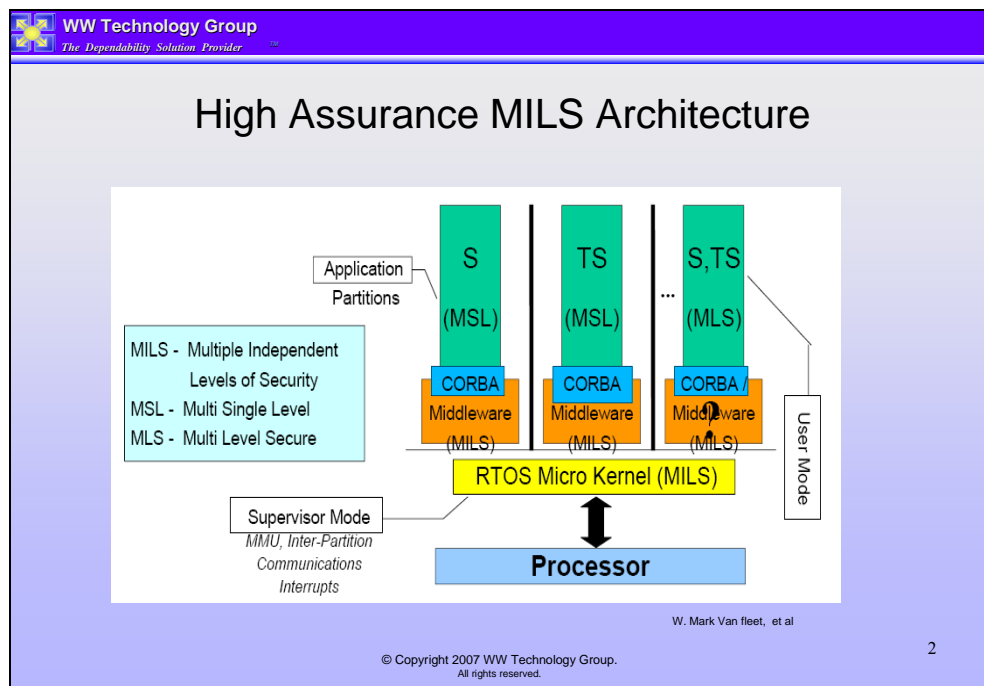 WW Technology Group
The Dependability Solution Provider TM
High Assurance MILS Architecture
Application
Partitions
S
(MSL)
TS
(MSL)
...
S,TS
(MLS)
MILS - Multiple Independent
Levels of Security
MSL - Multi Single Level
MLS - Multi Level Secure
CORBA
Middleware
(MILS)
CORBA
Middleware
(MILS)
CORBA /
Middleware
(MILS)
?
User Mode
RTOS Micro Kernel (MILS)
Supervisor Mode
MMU, Inter-Partition
Communications
Interrupts
Processor
W. Mark Van fleet, et al
© Copyright 2007 WW Technology Group.
All rights reserved.
2